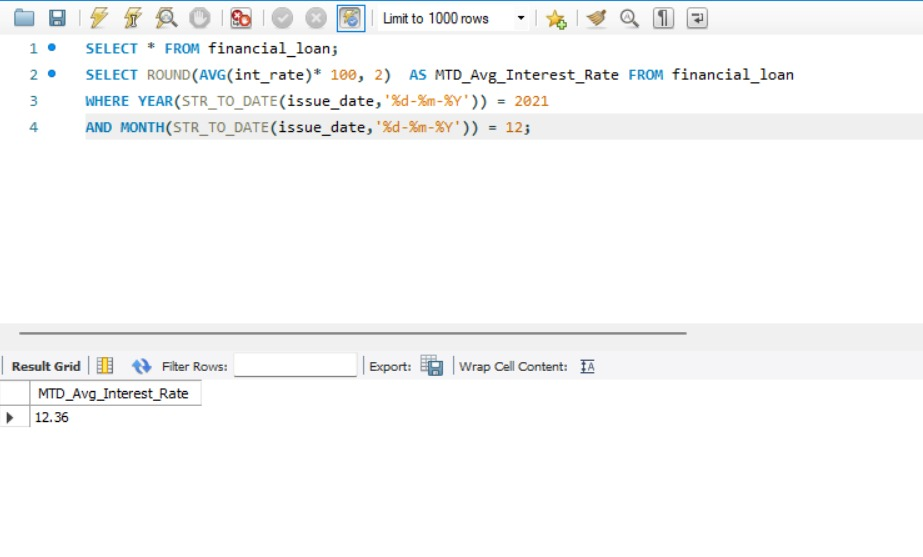 Limit to 1000 rows
1 SELECT * FROM financial_loan;
2 SELECT ROUND(AVG(int_rate)* 100, 2)  AS MTD_Avg_Interest_Rate FROM financial_loan
3 WHERE YEAR(STR_TO_DATE(issue_date,'%d-%m-%Y')) = 2021
4 AND MONTH(STR_TO_DATE(issue_date,'%d-%m-%Y')) = 12;
Result Grid Filter Rows: Export: Wrap Cell Content:
MTD_Avg_Interest_Rate
12.36